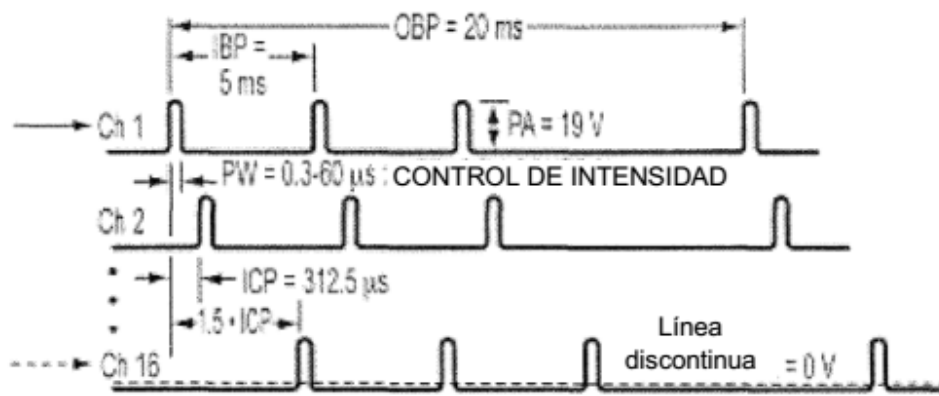 OBP = 20 ms
IBP =
5 ms
Ch 1
PA = 19 V
PW = 0.3-60 µs : CONTROL DE INTENSIDAD
Ch 2
ICP = 312.5 µs
1.5 • ICP
Línea
Ch 16
discontinua = 0 V